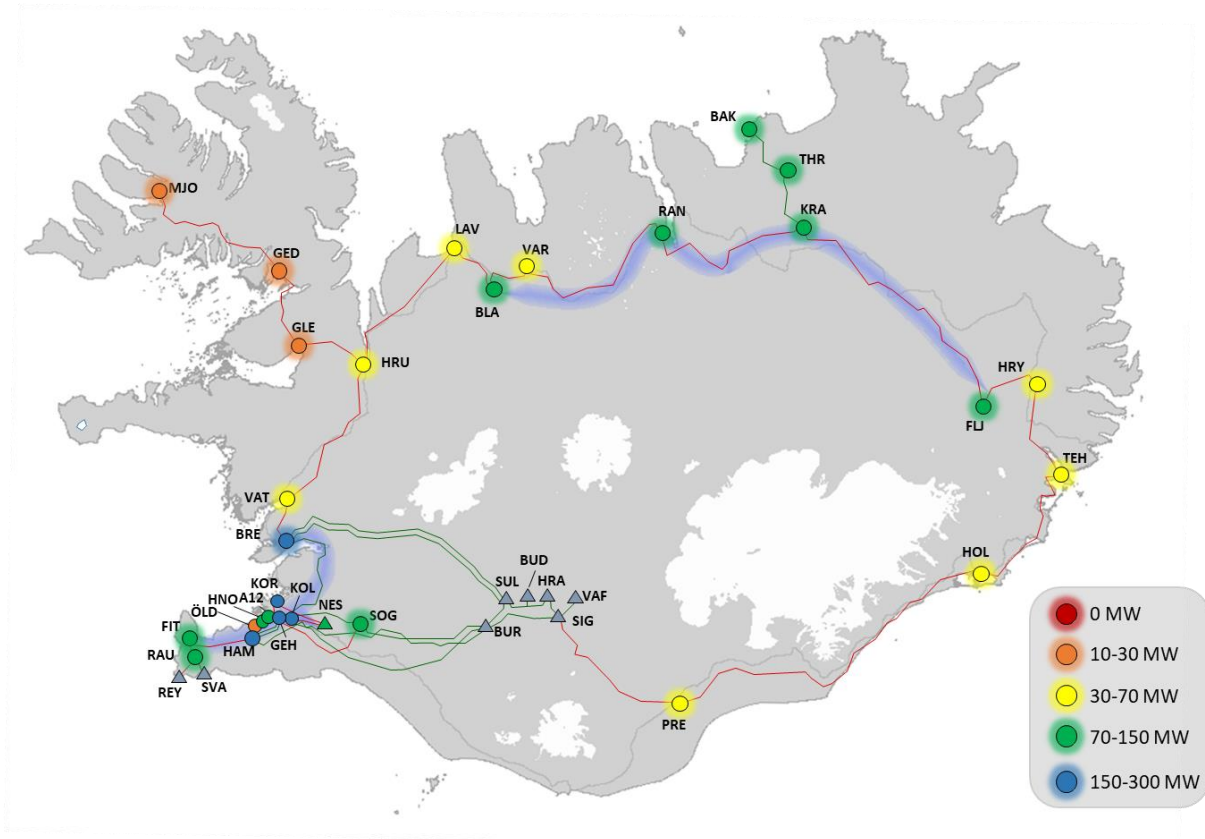 BAK
THR
MJO
RAN
KRA
LAV
VAR
GED
BLA
GLE
HRU
HRY
FLJ
TEH
VAT
BRE
BUD
HOL
KOR
SUL
HRA
VAF
HNO
A12
KOL
NES
ÖLD
SOG
SIG
FIT
BUR
GEH
RAU
HAM
REY
SVA
PRE
0 MW
10-30 MW
30-70 MW
70-150 MW
150-300 MW